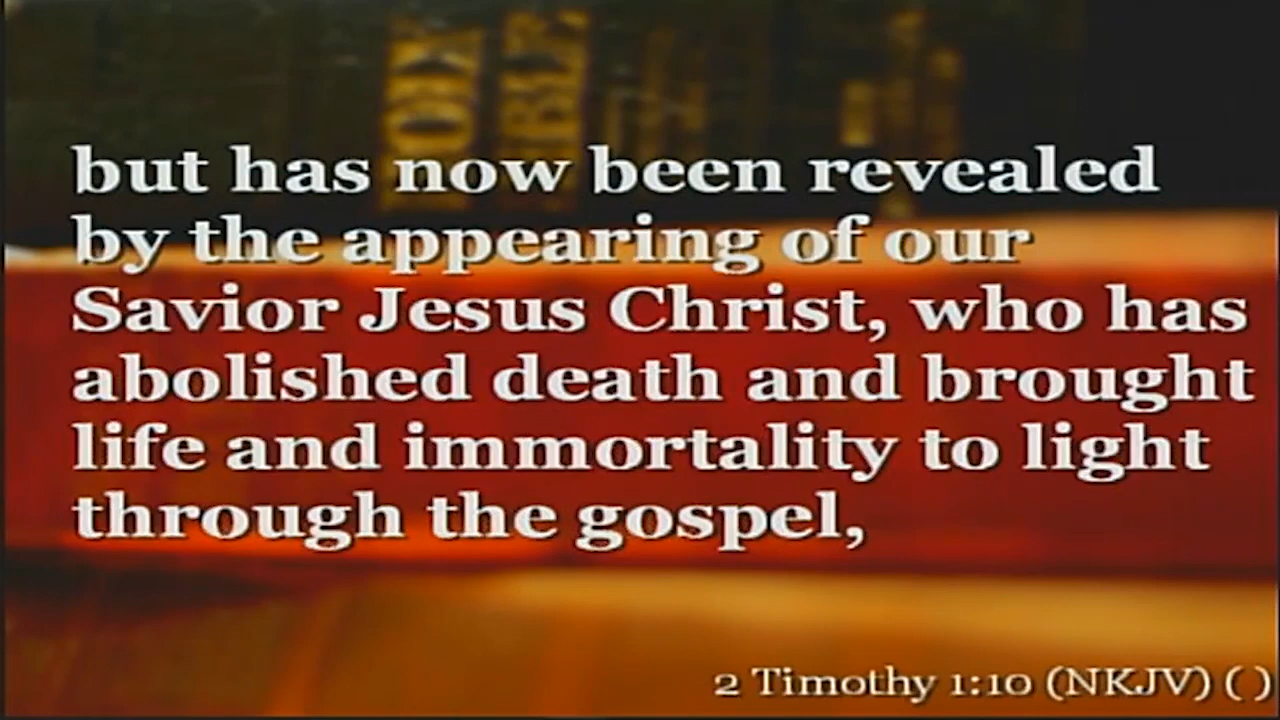 but has now been revealed
by the appearing of our
Savior Jesus Christ, who has
abolished death and brought
life and immortality to light
through the gospel,
2 Timothy 1:10 (NKJV) ( )